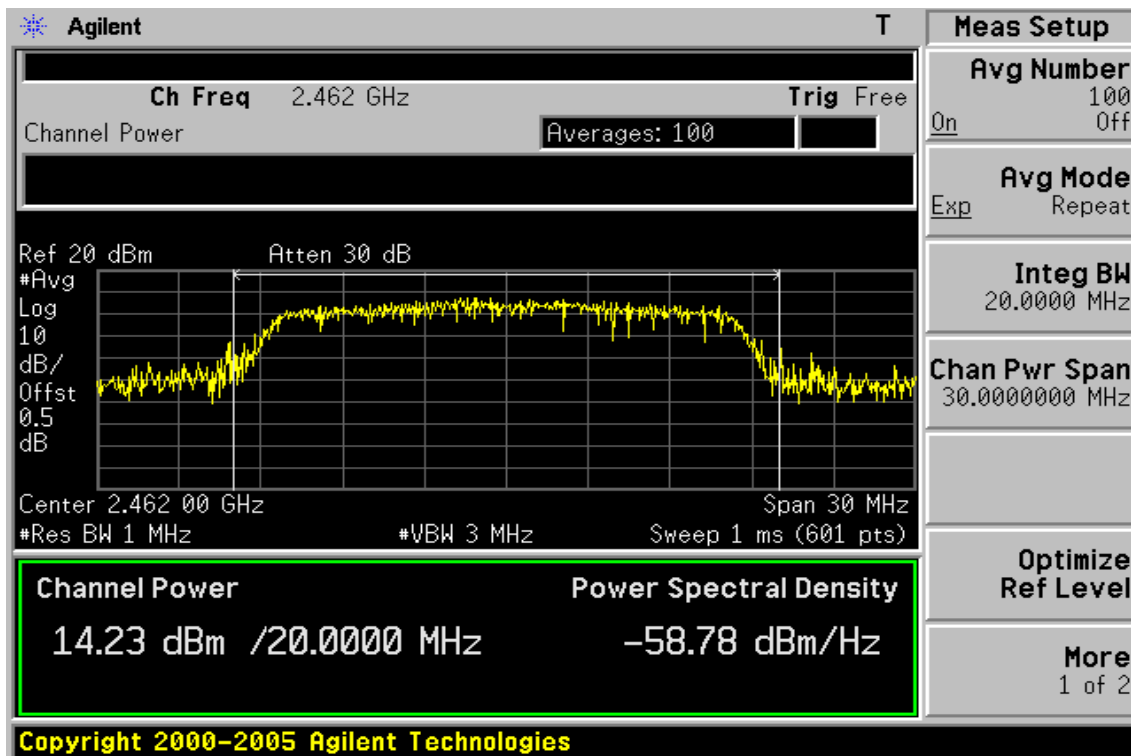 Agilent T
Meas Setup
Ch Freq 2.462 GHz Trig Free
Channel Power Averages: 100
Ref 20 dBm Atten 30 dB
#Avg
Log
10
dB/
Offst
0.5
dB
Center 2.462 00 GHz Span 30 MHz
#Res BW 1 MHz #VBW 3 MHz Sweep 1 ms (601 pts)
Channel Power Power Spectral Density
14.23 dBm /20.0000 MHz -58.78 dBm/Hz
Avg Number
100
On Off
Avg Mode
Exp Repeat
Integ BW
20.0000 MHz
Chan Pwr Span
30.0000000 MHz
Optimize
Ref Level
More
1 of 2
Copyright 2000-2005 Agilent Technologies